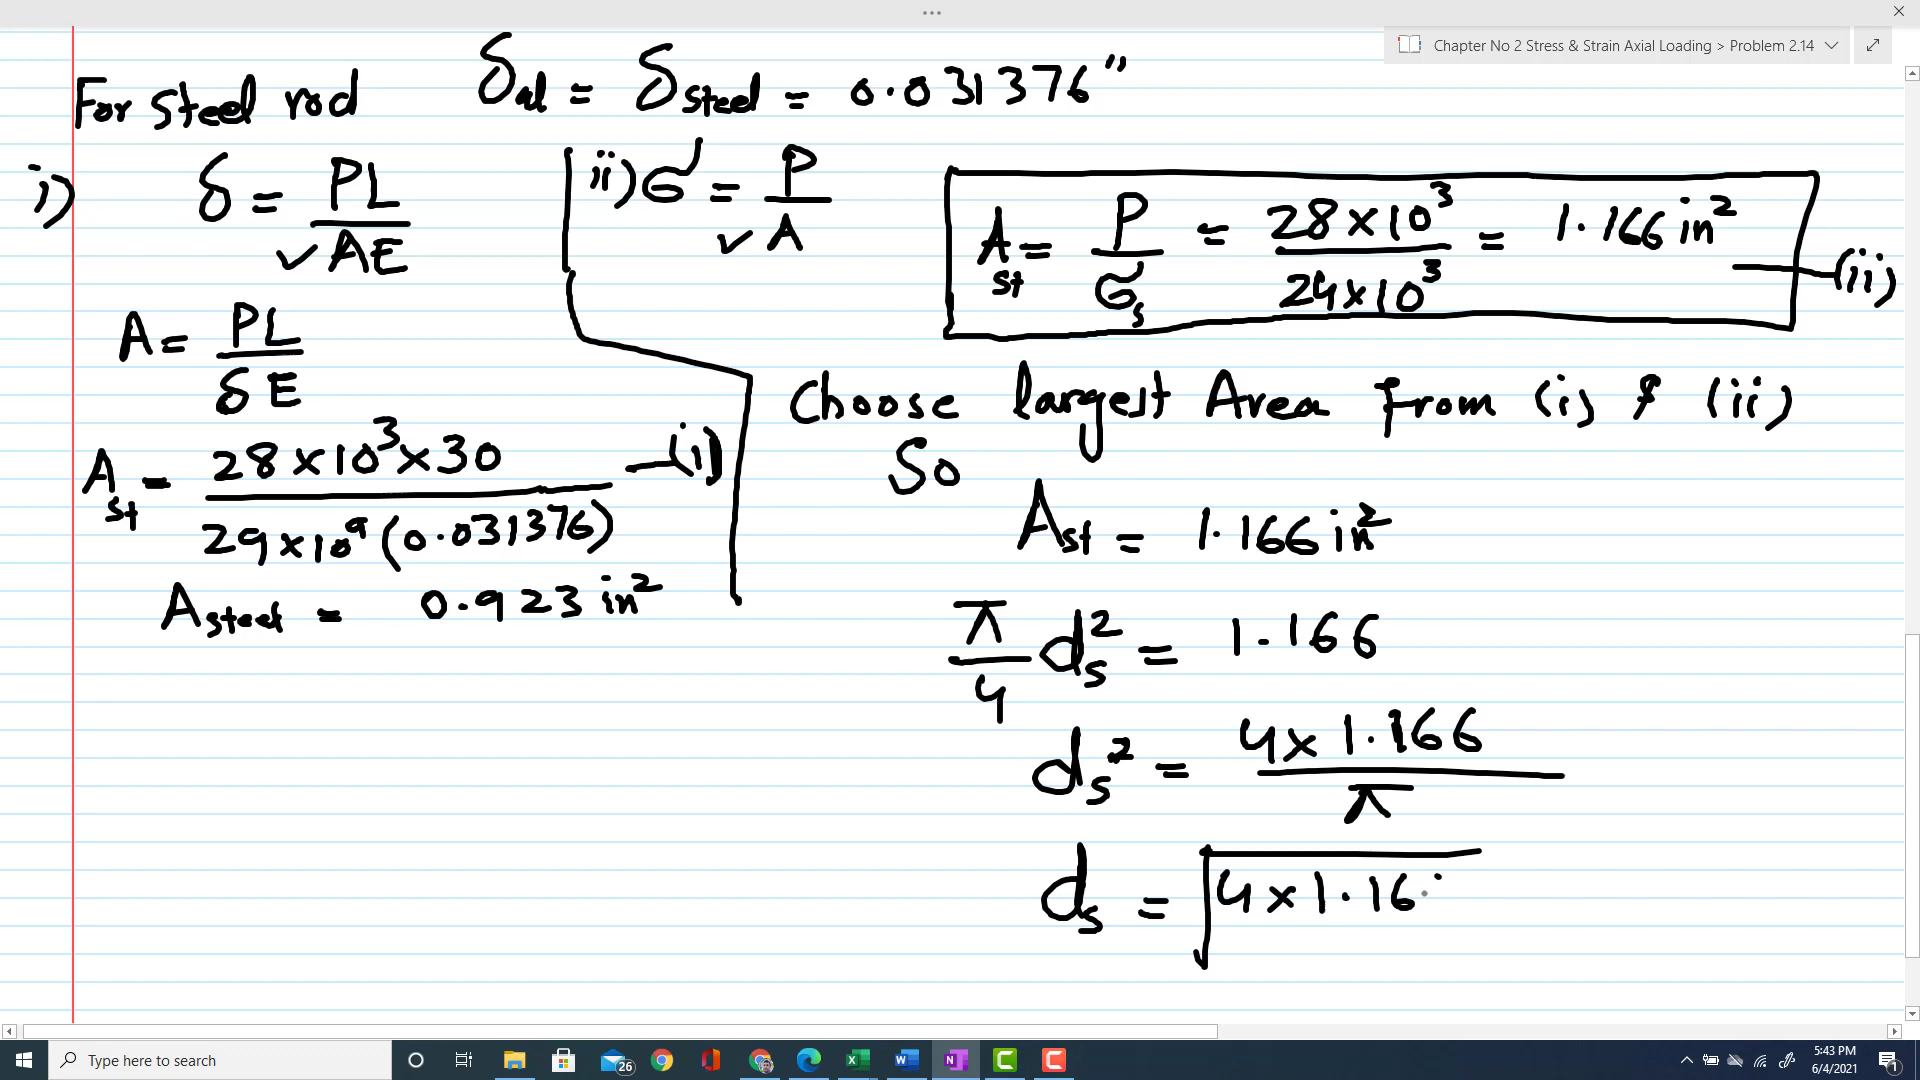 Chapter No 2 Stress & Strain Axial Loading > Problem 2.14
For steel rod δal = δsteel = 0.031376"
i) δ = PL / AE
A = PL / δE
Ast = 28×10³×30 / 29×10⁹(0.031376) —(i)
Asteel = 0.923 in²
ii) σ = P / A
Ast = P / σs = 28×10³ / 24×10³ = 1.166 in² —(ii)
Choose largest Area From (i) & (ii)
So
Ast = 1.166 in²
π/4 ds² = 1.166
ds² = 4×1.166 / π
ds = √4×1.16
Type here to search
26
5:43 PM
6/4/2021
1